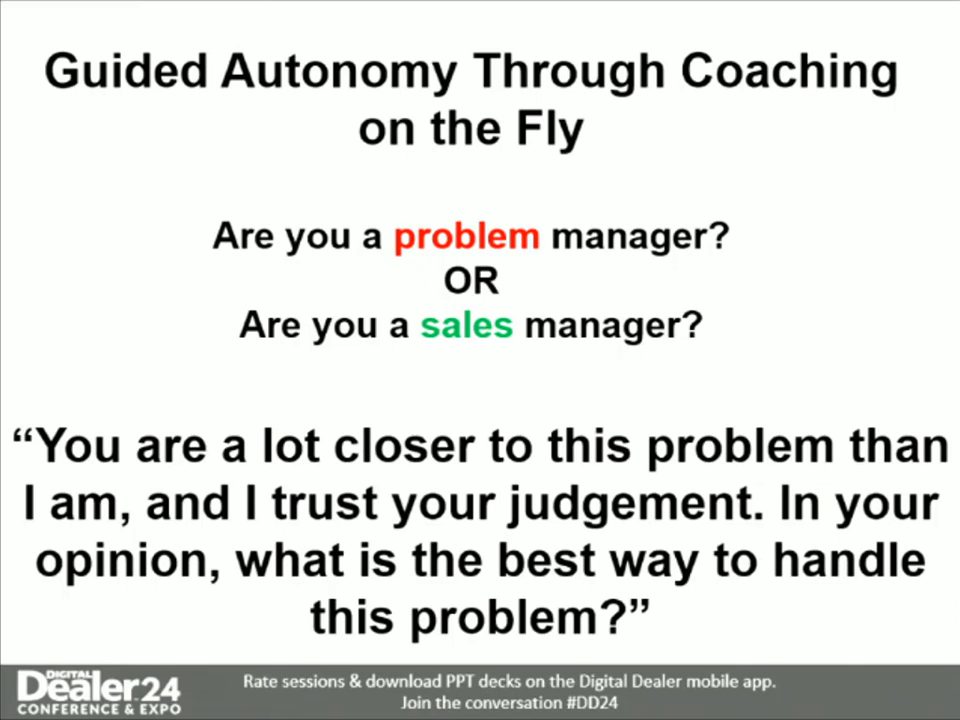 Guided Autonomy Through Coaching
on the Fly
Are you a problem manager?
OR
Are you a sales manager?
“You are a lot closer to this problem than
I am, and I trust your judgement. In your
opinion, what is the best way to handle
this problem?”
DIGITAL
Dealer 24
CONFERENCE & EXPO
Rate sessions & download PPT decks on the Digital Dealer mobile app.
Join the conversation #DD24